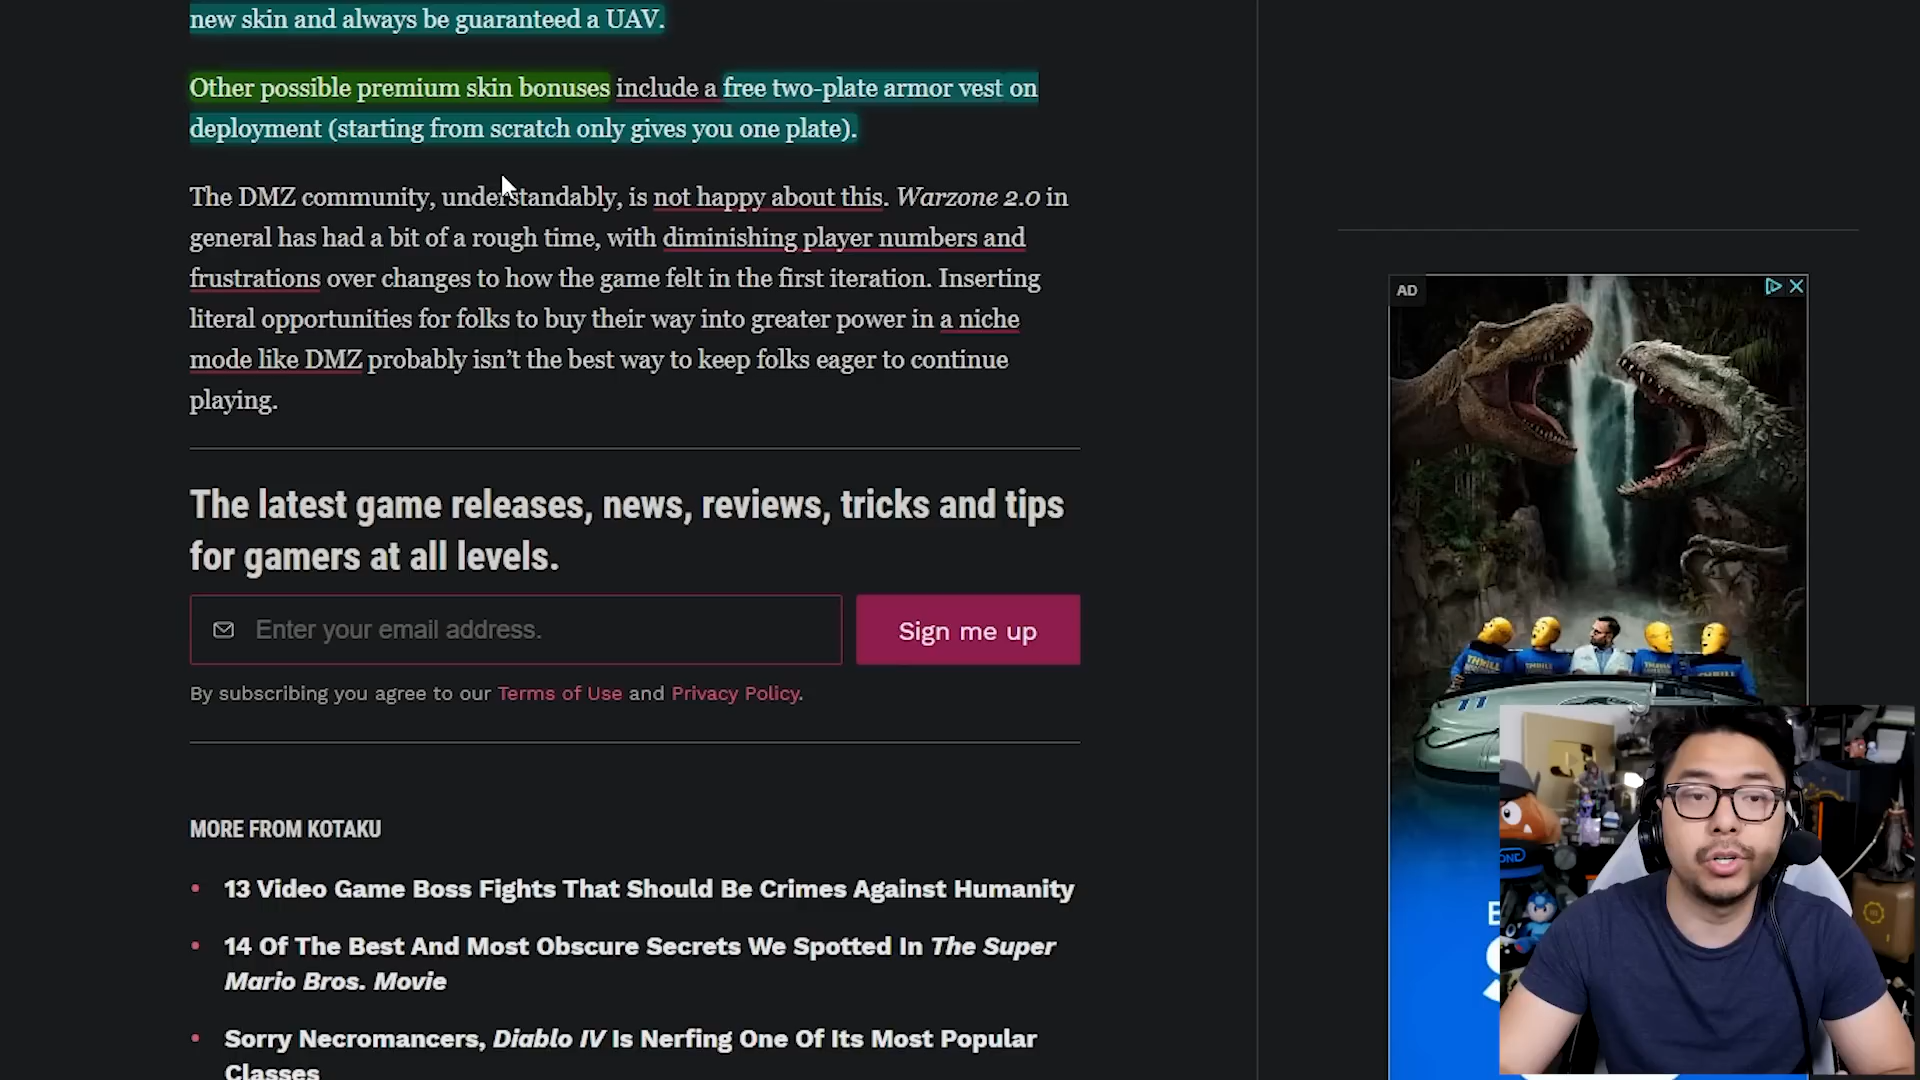 new skin and always be guaranteed a UAV.
Other possible premium skin bonuses include a free two-plate armor vest on
deployment (starting from scratch only gives you one plate).
The DMZ community, understandably, is not happy about this. Warzone 2.0 in
general has had a bit of a rough time, with diminishing player numbers and
frustrations over changes to how the game felt in the first iteration. Inserting
literal opportunities for folks to buy their way into greater power in a niche
mode like DMZ probably isn’t the best way to keep folks eager to continue
playing.
The latest game releases, news, reviews, tricks and tips
for gamers at all levels.
Enter your email address.
Sign me up
By subscribing you agree to our Terms of Use and Privacy Policy.
MORE FROM KOTAKU
• 13 Video Game Boss Fights That Should Be Crimes Against Humanity
• 14 Of The Best And Most Obscure Secrets We Spotted In The Super
Mario Bros. Movie
• Sorry Necromancers, Diablo IV Is Nerfing One Of Its Most Popular
Classes
AD
THRILL
THRILL
11